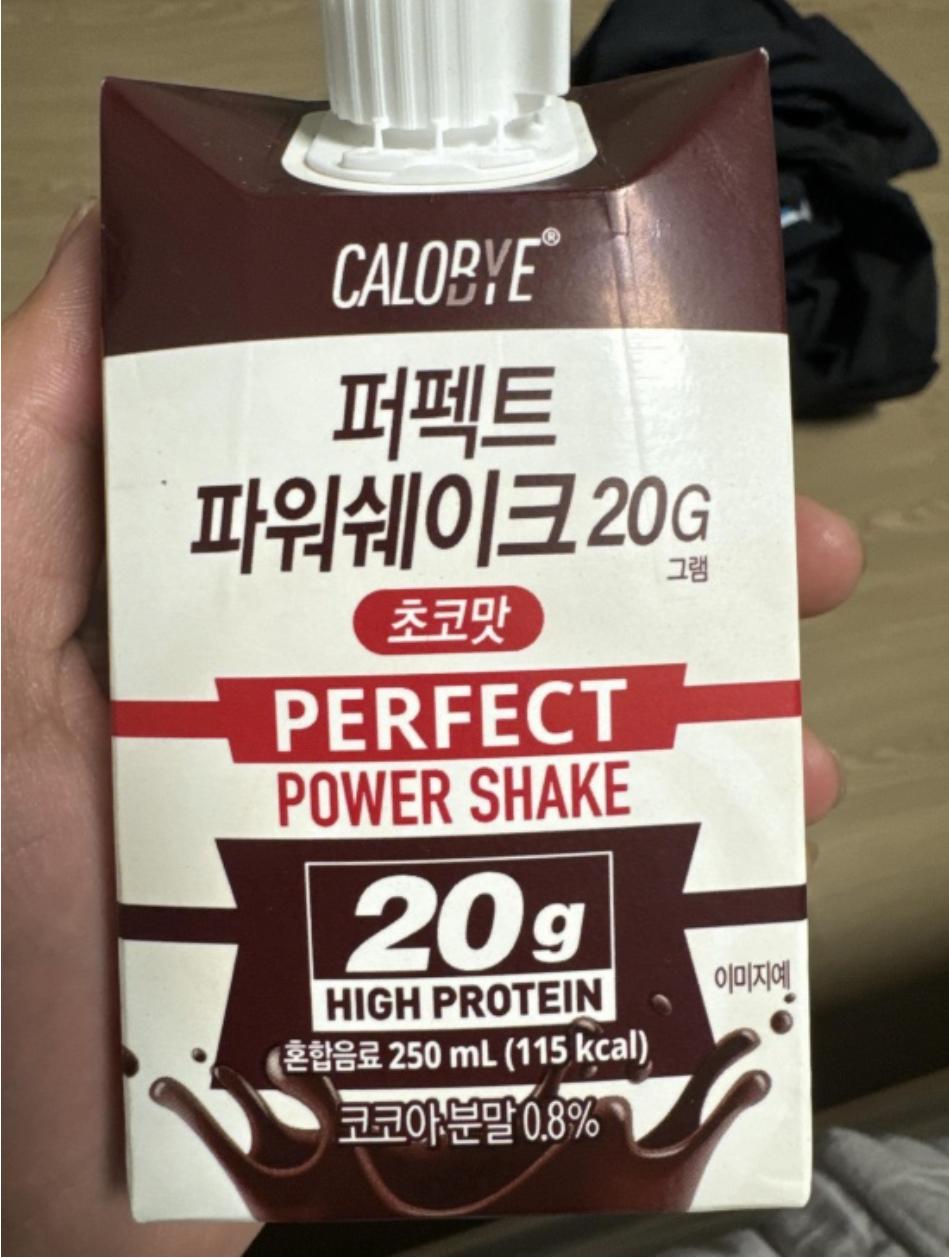 CALOBYE®
퍼펙트
파워쉐이크 20G
그램
초코맛
PERFECT
POWER SHAKE
20g
HIGH PROTEIN
이미지예
혼합음료 250 mL (115 kcal)
코코아 분말 0.8%